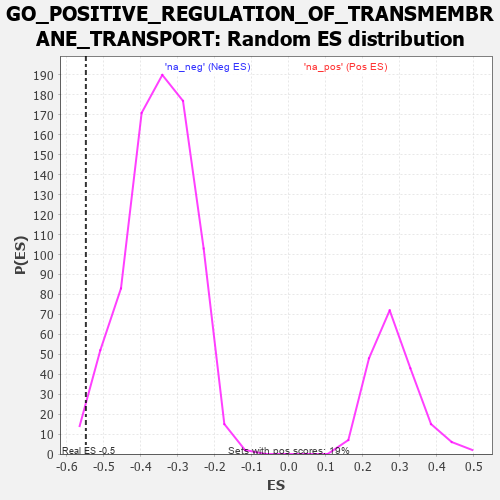 GO_POSITIVE_REGULATION_OF_TRANSMEMBR
ANE_TRANSPORT: Random ES distribution
'na_neg' (Neg ES) 'na_pos' (Pos ES)
P(ES)
190
180
170
160
150
140
130
120
110
100
90
80
70
60
50
40
30
20
10
0
Real ES -0.5 Sets with pos scores: 19%
-0.6 -0.5 -0.4 -0.3 -0.2 -0.1 0.0 0.1 0.2 0.3 0.4 0.5
ES